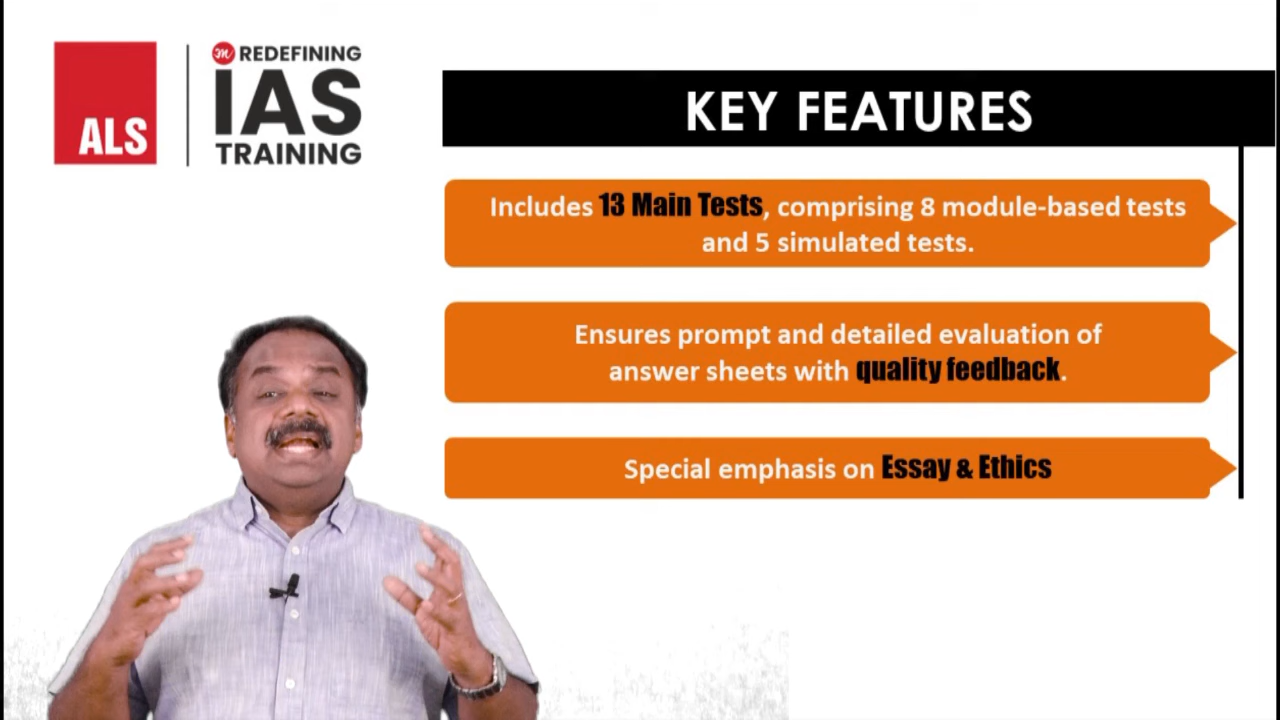 ALS
REDEFINING
IAS
TRAINING
KEY FEATURES
Includes 13 Main Tests, comprising 8 module-based tests
and 5 simulated tests.
Ensures prompt and detailed evaluation of
answer sheets with quality feedback.
Special emphasis on Essay & Ethics